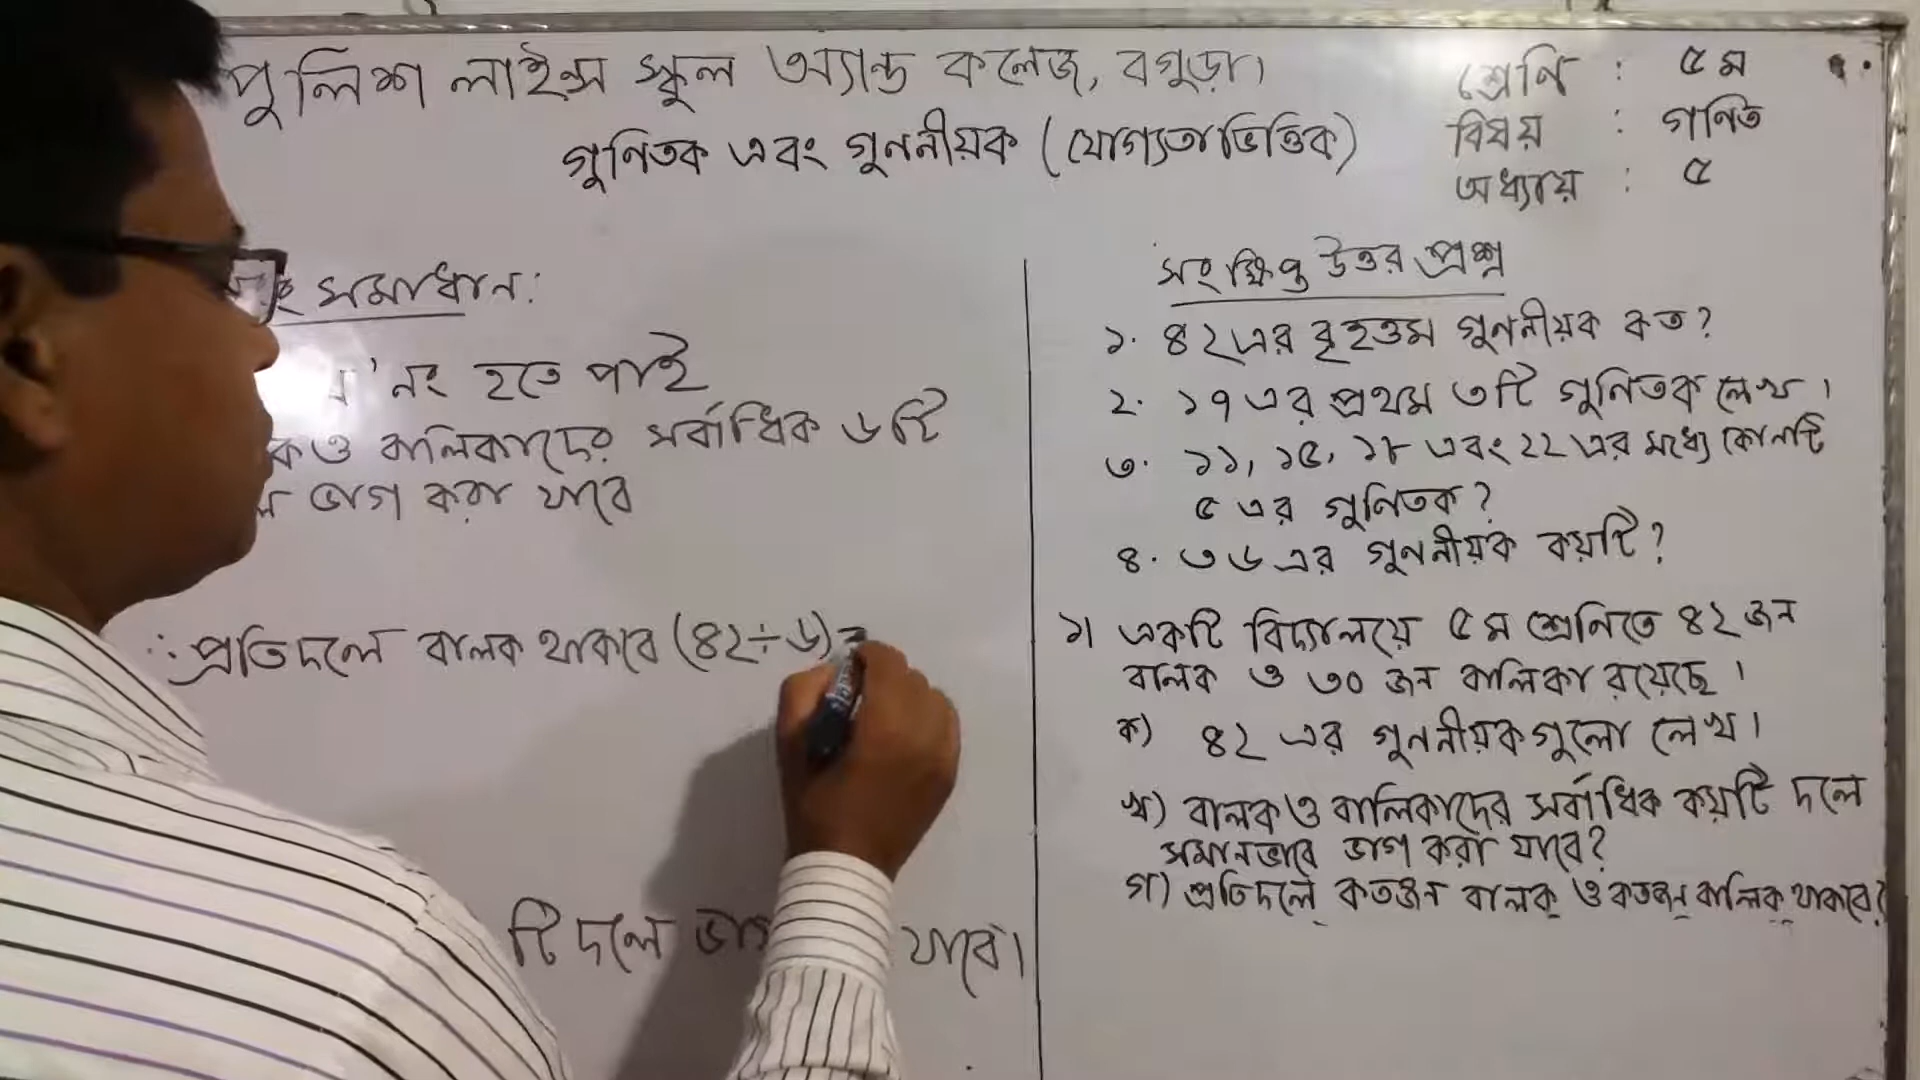 পুলিশ লাইন্স স্কুল অ্যান্ড কলেজ, বগুড়া।
গুণিতক এবং গুননীয়ক (যোগ্যতাভিত্তিক)
শ্রেণি : ৫ম
বিষয় : গণিত
অধ্যায় : ৫
সমাধান:
নং হতে পাই
ও বালিকাদের সর্বাধিক ৬টি
ভাগ করা যাবে
∴ প্রতিদলে বালক থাকবে (৪২÷৬)=
টি দলে যাবে।
সংক্ষিপ্ত উত্তর প্রশ্ন
১. ৪২এর বৃহত্তম গুননীয়ক কত?
২. ১৭ এর প্রথম ৩টি গুণিতক লেখ।
৩. ১১, ১৫, ১৮ এবং ২২ এর মধ্যে কোনটি
৫ এর গুণিতক?
৪. ৩৬ এর গুননীয়ক কয়টি?
১। একটি বিদ্যালয়ে ৫ম শ্রেনিতে ৪২ জন
বালক ও ৩০ জন বালিকা রয়েছে।
ক) ৪২ এর গুননীয়কগুলো লেখ।
খ) বালক ও বালিকাদের সর্বাধিক কয়টি দলে
সমানভাবে ভাগ করা যাবে?
গ) প্রতিদলে কতজন বালক ও কতজন বালিক থাকবে?